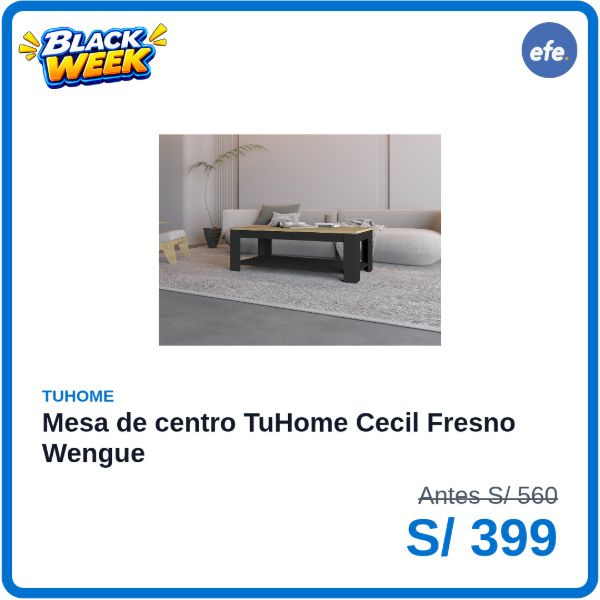 BLACK
WEEK
efe.
TUHOME
Mesa de centro TuHome Cecil Fresno
Wengue
Antes S/ 560
S/ 399